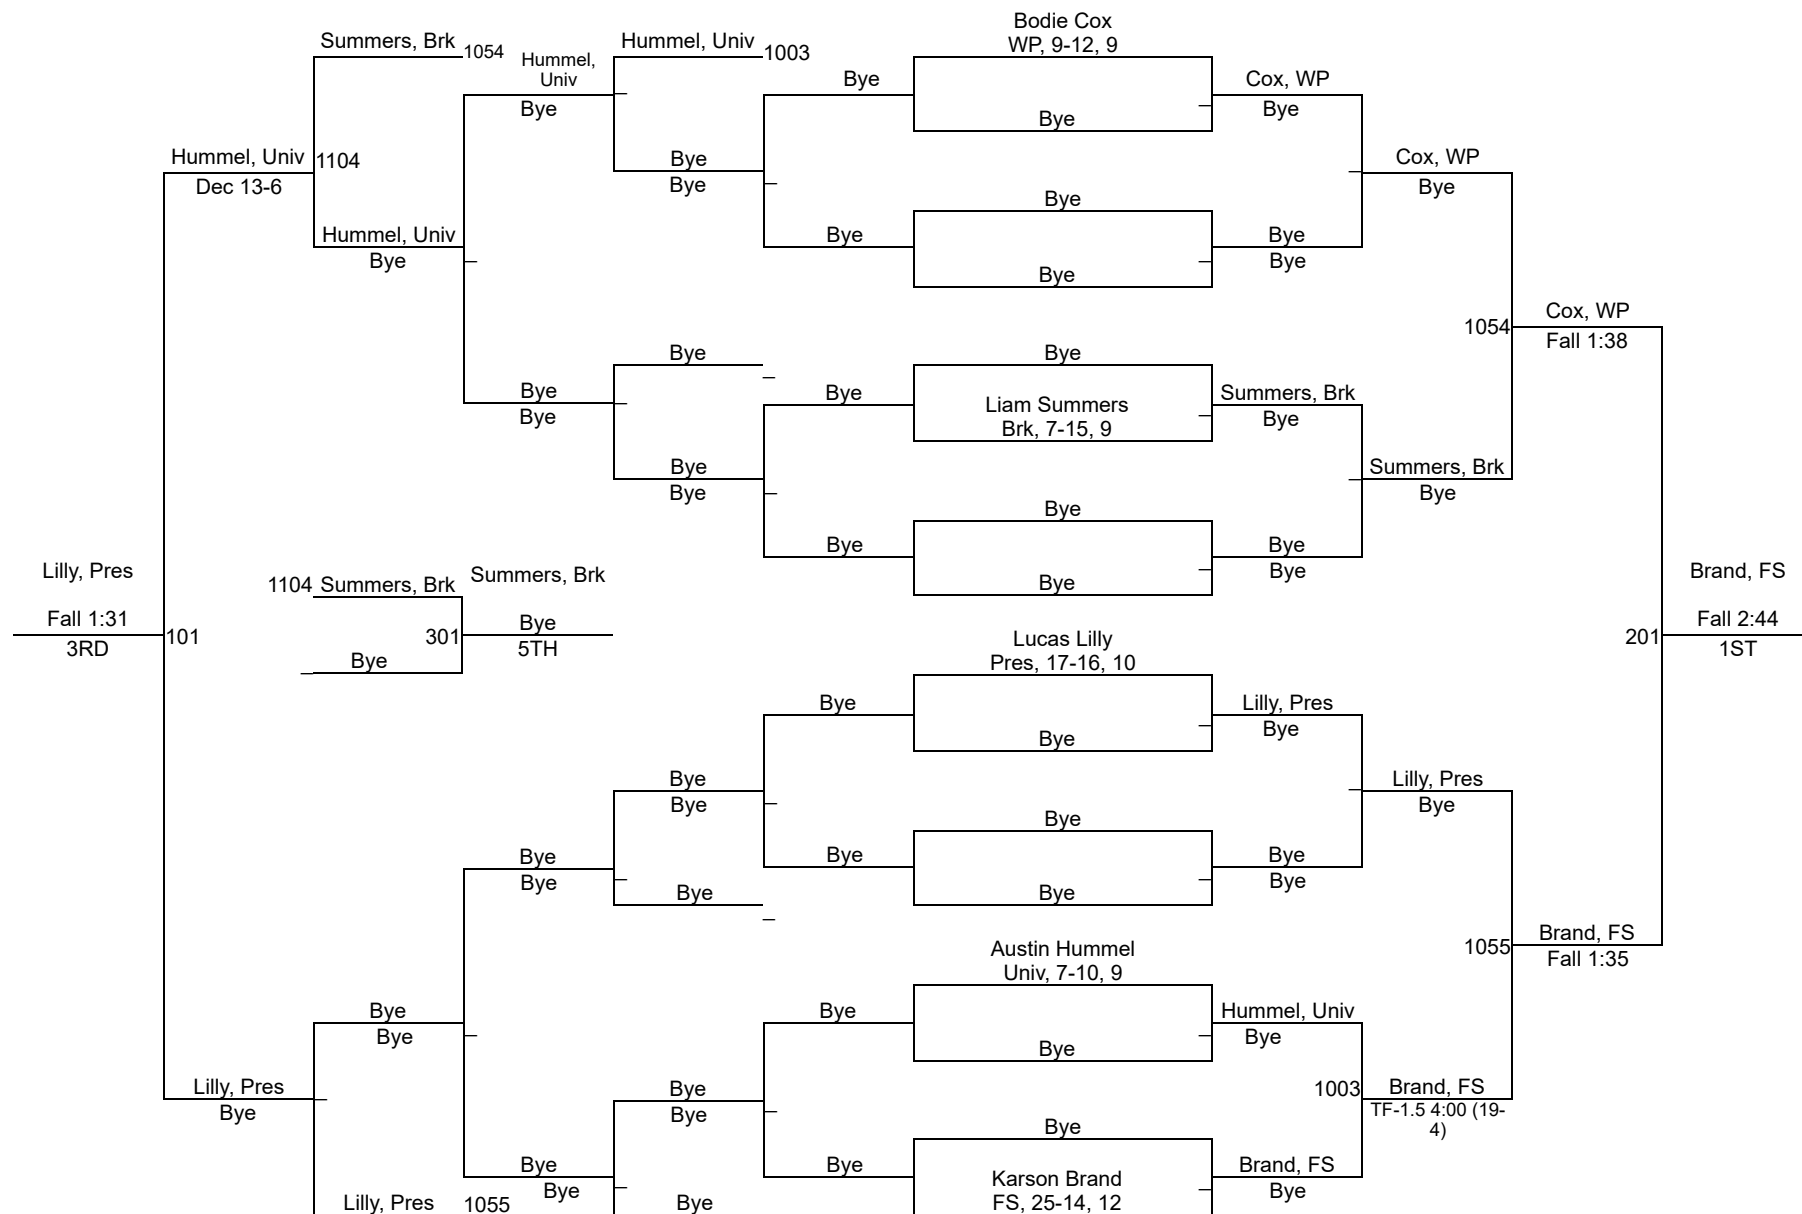 Bodie Cox
WP, 9-12, 9
Summers, Brk 1054
Hummel,
Univ
Bye
Hummel, Univ 1003
Bye
Bye
Cox, WP
Bye
Hummel, Univ 1104
Dec 13-6
Bye
Bye
Cox, WP
Bye
Hummel, Univ
Bye
Bye
Bye
Bye
Bye
Bye
1054
Cox, WP
Fall 1:38
Bye
Bye
Bye
Bye
Bye
Liam Summers
Brk, 7-15, 9
Summers, Brk
Bye
Bye
Bye
Summers, Brk
Bye
Bye
Bye
Bye
Bye
Bye
Lilly, Pres
Fall 1:31
3RD
101
1104 Summers, Brk
Bye
301
Summers, Brk
Bye
5TH
Brand, FS
Fall 2:44
1ST
201
Lucas Lilly
Pres, 17-16, 10
Bye
Bye
Lilly, Pres
Bye
Bye
Bye
Lilly, Pres
Bye
Bye
Bye
Bye
Bye
Bye
Bye
Bye
Bye
1055
Brand, FS
Fall 1:35
Austin Hummel
Univ, 7-10, 9
Bye
Bye
Bye
Bye
Hummel, Univ
Bye
Lilly, Pres
Bye
Bye
Bye
1003
Brand, FS
TF-1.5 4:00 (19-
4)
Bye
Bye
Bye
Bye
Karson Brand
FS, 25-14, 12
Brand, FS
Bye
Lilly, Pres 1055
Bye